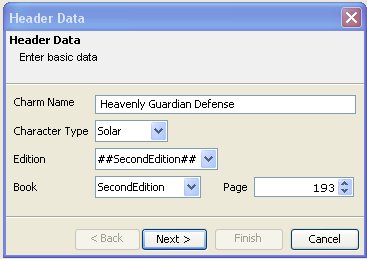 Header Data
Header Data
Enter basic data
Charm Name Heavenly Guardian Defense
Character Type Solar
Edition ##SecondEdition##
Book SecondEdition Page 193
< Back Next > Finish Cancel